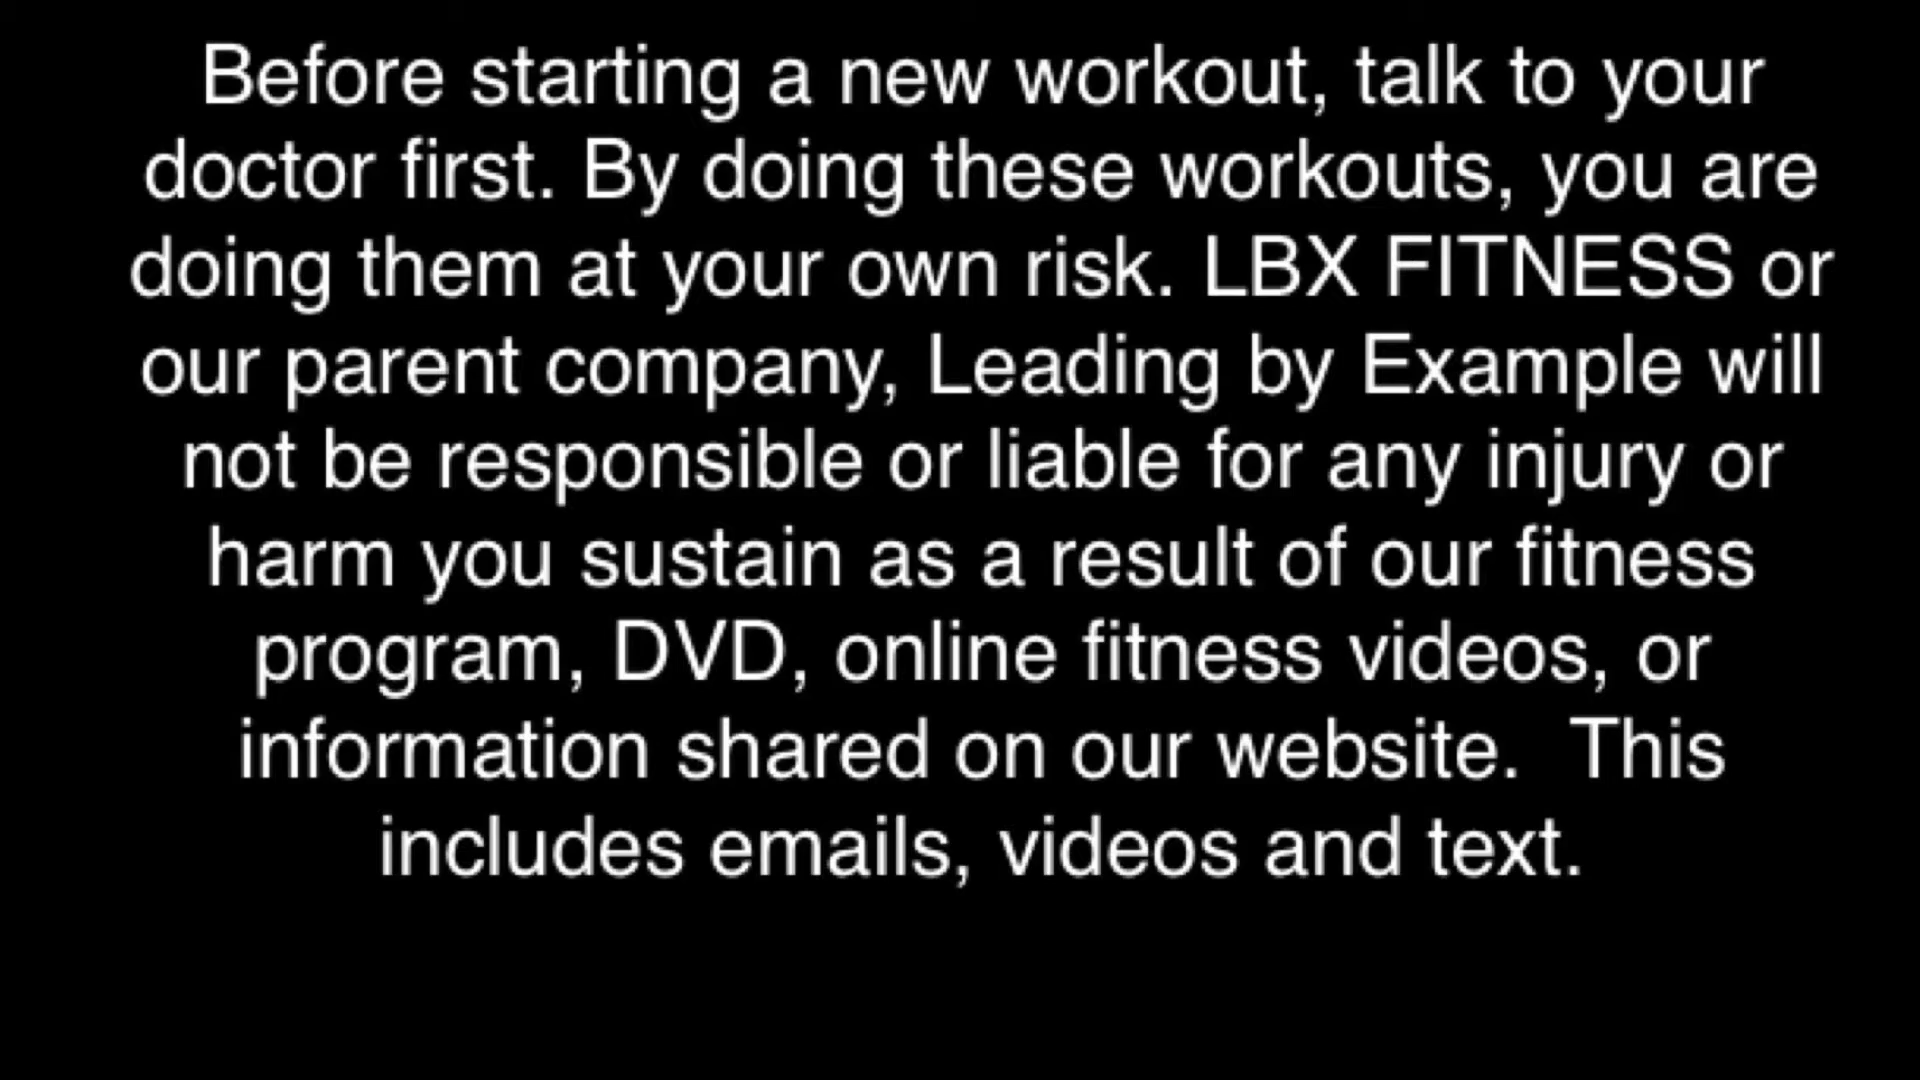 Before starting a new workout, talk to your
doctor first. By doing these workouts, you are
doing them at your own risk. LBX FITNESS or
our parent company, Leading by Example will
not be responsible or liable for any injury or
harm you sustain as a result of our fitness
program, DVD, online fitness videos, or
information shared on our website.  This
includes emails, videos and text.